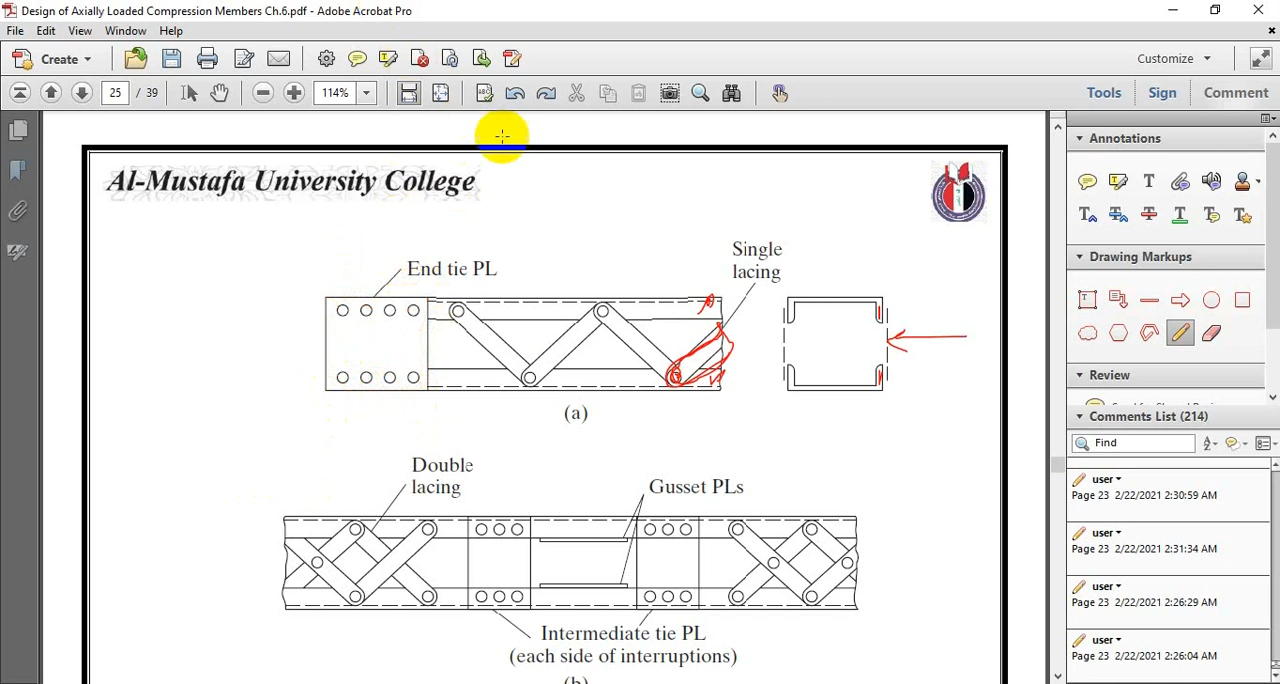 Design of Axially Loaded Compression Members Ch.6.pdf - Adobe Acrobat Pro
File Edit View Window Help
Create
Customize
25 / 39
114%
Tools Sign Comment
Al-Mustafa University College
End tie PL
Single
lacing
(a)
Double
lacing
Gusset PLs
Intermediate tie PL
(each side of interruptions)
(b)
Annotations
Drawing Markups
Review
Comments List (214)
Find
user
Page 23 2/22/2021 2:30:59 AM
user
Page 23 2/22/2021 2:31:34 AM
user
Page 23 2/22/2021 2:26:29 AM
user
Page 23 2/22/2021 2:26:04 AM